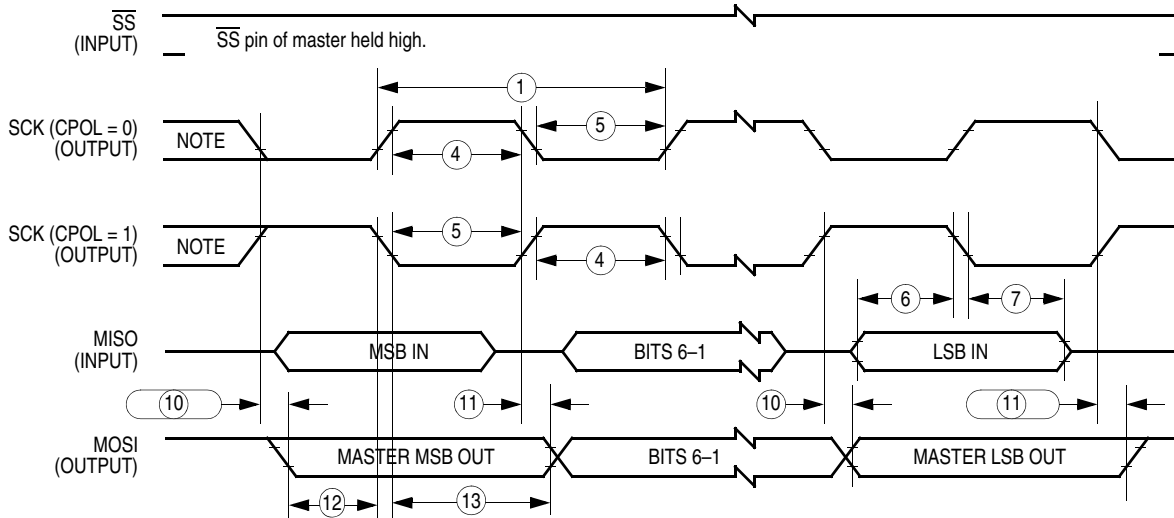 SS
(INPUT)
SS pin of master held high.
1
SCK (CPOL = 0)
(OUTPUT)
NOTE
5
4
SCK (CPOL = 1)
(OUTPUT)
NOTE
5
4
6
7
MISO
(INPUT)
MSB IN
BITS 6–1
LSB IN
10
11
10
11
MOSI
(OUTPUT)
MASTER MSB OUT
BITS 6–1
MASTER LSB OUT
12
13